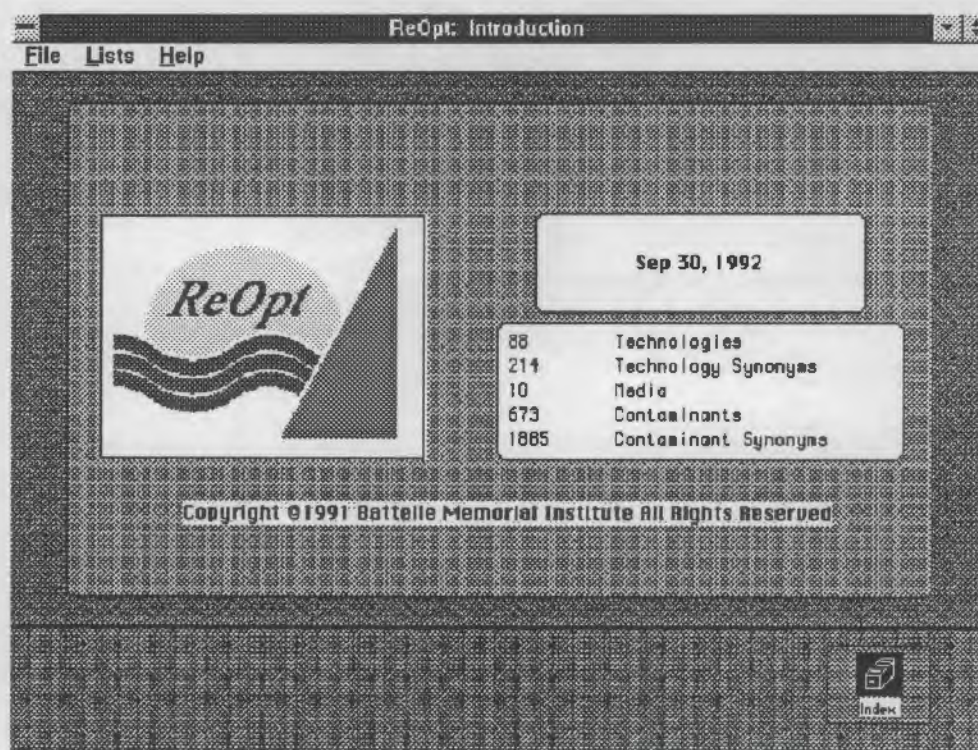 ReOpt: Introduction
File Lists Help
ReOpt
Sep 30, 1992
88 Technologies
214 Technology Synonyms
10 Media
673 Contaminants
1885 Contaminant Synonyms
Copyright ©1991 Battelle Memorial Institute All Rights Reserved
Index